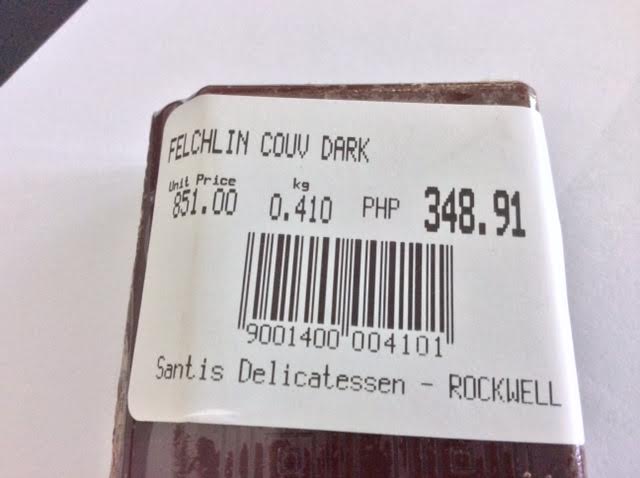 FELCHLIN COUV DARK
Unit Price kg
851.00 0.410 PHP 348.91
9001400 004101
Santis Delicatessen - ROCKWELL